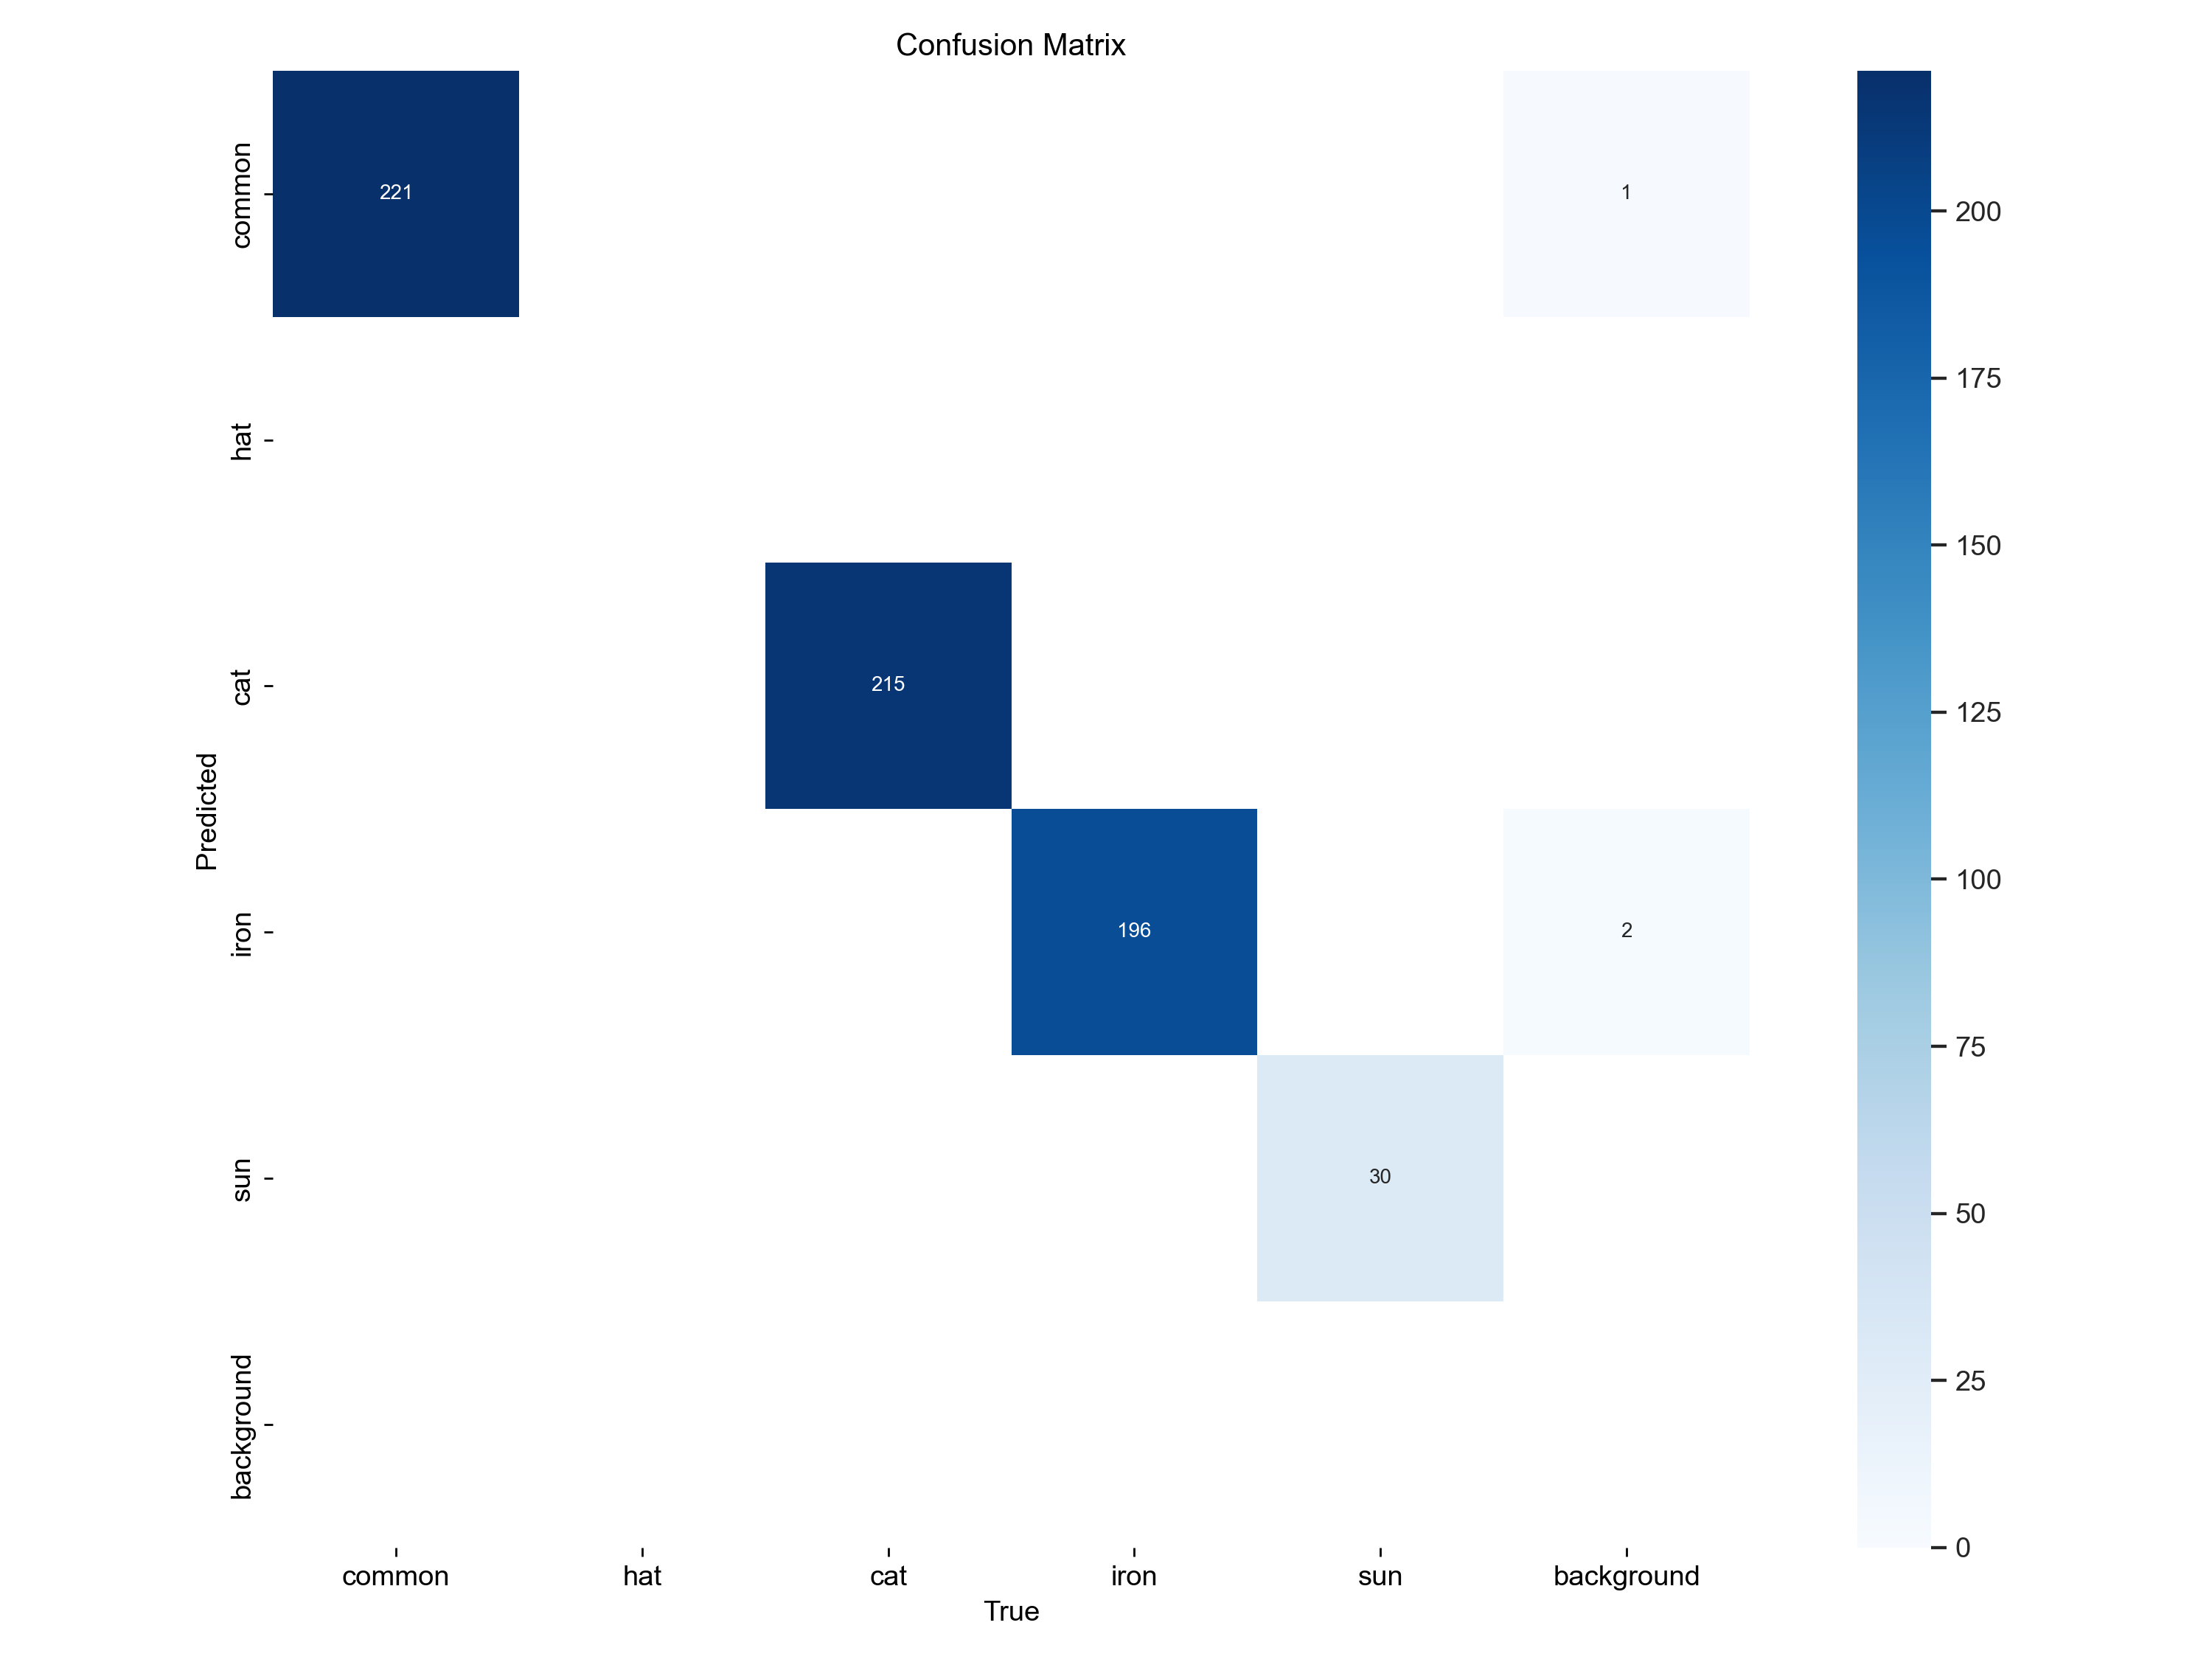 Confusion Matrix
common
221
1
hat
cat
215
iron
196
2
sun
30
background
Predicted
common
hat
cat
iron
sun
background
True
200
175
150
125
100
75
50
25
0